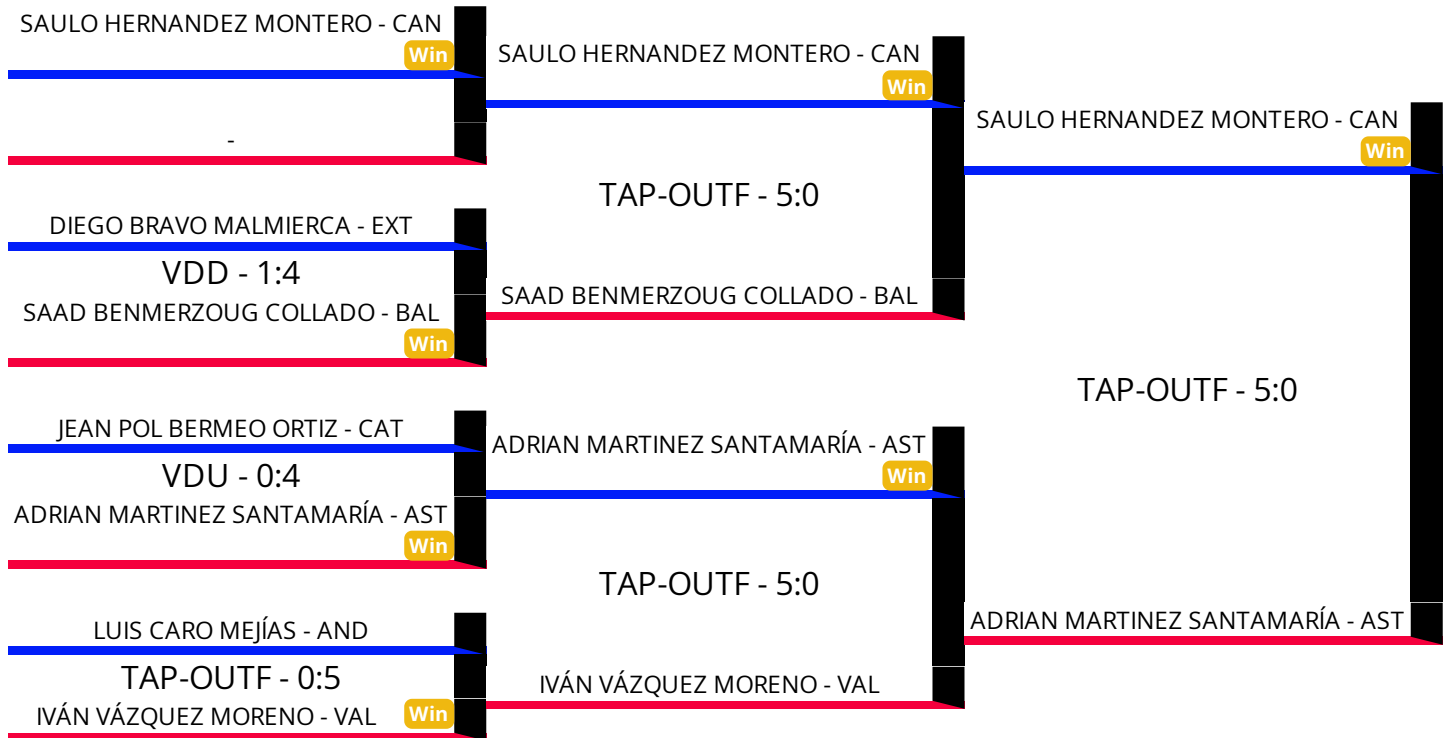 SAULO HERNANDEZ MONTERO - CAN
Win
-
DIEGO BRAVO MALMIERCA - EXT
VDD - 1:4
SAAD BENMERZOUG COLLADO - BAL
Win
JEAN POL BERMEO ORTIZ - CAT
VDU - 0:4
ADRIAN MARTINEZ SANTAMARÍA - AST
Win
LUIS CARO MEJÍAS - AND
TAP-OUTF - 0:5
IVÁN VÁZQUEZ MORENO - VAL
Win
SAULO HERNANDEZ MONTERO - CAN
Win
TAP-OUTF - 5:0
SAAD BENMERZOUG COLLADO - BAL
ADRIAN MARTINEZ SANTAMARÍA - AST
Win
TAP-OUTF - 5:0
IVÁN VÁZQUEZ MORENO - VAL
SAULO HERNANDEZ MONTERO - CAN
Win
TAP-OUTF - 5:0
ADRIAN MARTINEZ SANTAMARÍA - AST